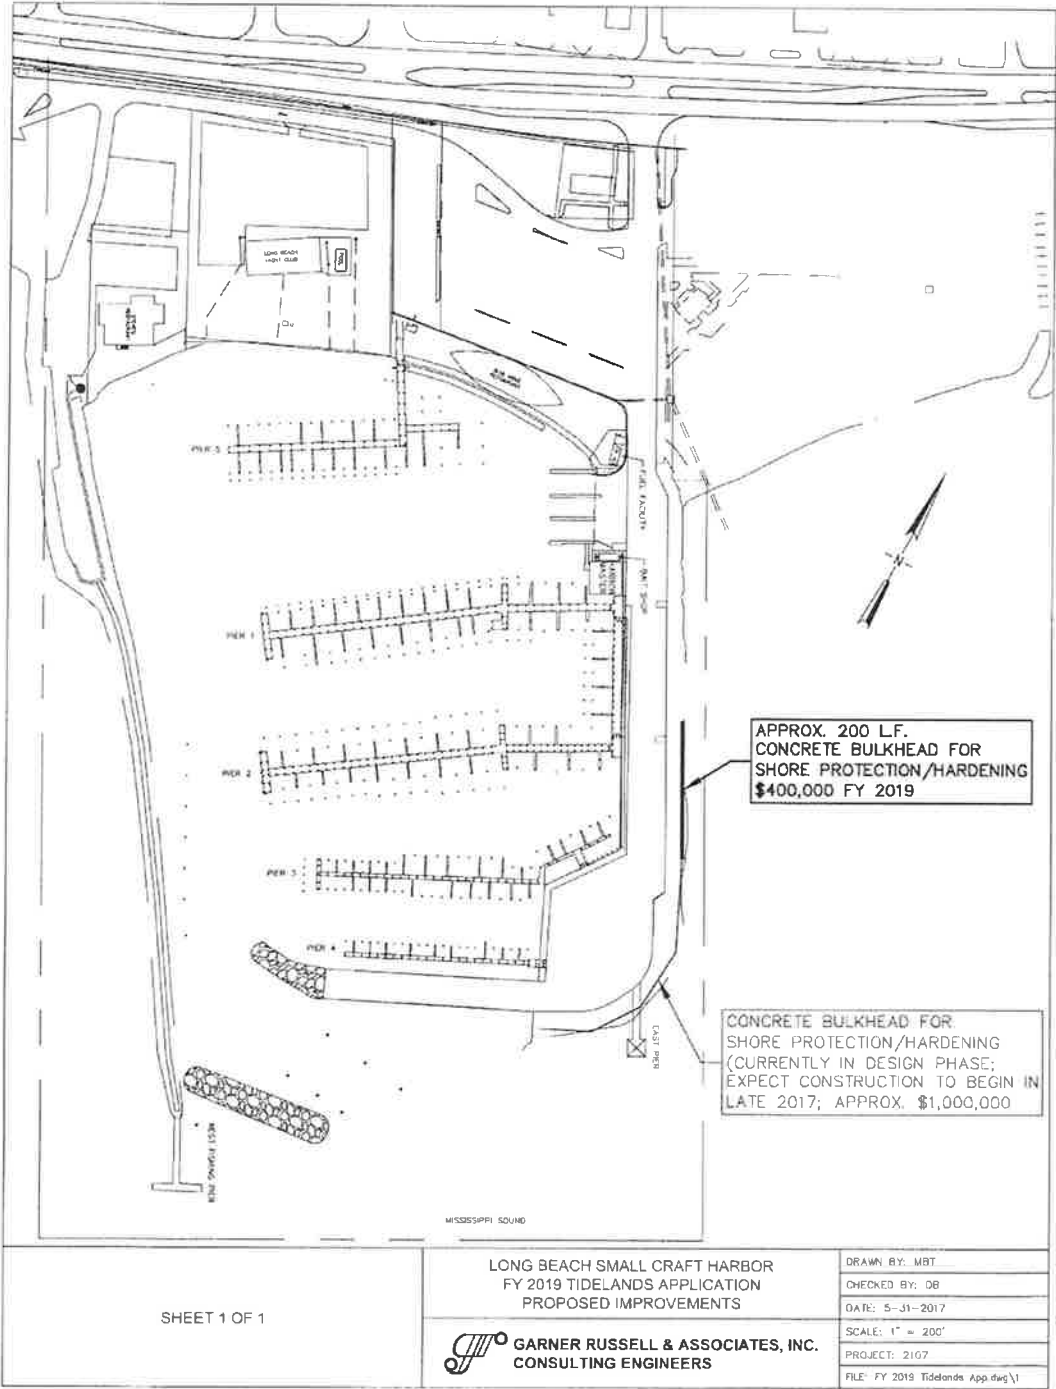 LONG BEACH
YACHT CLUB
POOL
PIER 5
FUEL FACILITY
BAIT SHOP
HARBOR
MASTER
PIER 1
N
PIER 2
APPROX. 200 L.F.
CONCRETE BULKHEAD FOR
SHORE PROTECTION/HARDENING
$400,000 FY 2019
PIER 3
PIER 4
CONCRETE BULKHEAD FOR
SHORE PROTECTION/HARDENING
(CURRENTLY IN DESIGN PHASE;
EXPECT CONSTRUCTION TO BEGIN IN
LATE 2017; APPROX. $1,000,000
EAST PIER
WEST FISHING PIER
MISSISSIPPI SOUND
SHEET 1 OF 1
LONG BEACH SMALL CRAFT HARBOR
FY 2019 TIDELANDS APPLICATION
PROPOSED IMPROVEMENTS
GARNER RUSSELL & ASSOCIATES, INC.
CONSULTING ENGINEERS
DRAWN BY: MBT
CHECKED BY: DB
DATE: 5-31-2017
SCALE: 1" = 200'
PROJECT: 2107
FILE: FY 2019 Tidelands App.dwg\1